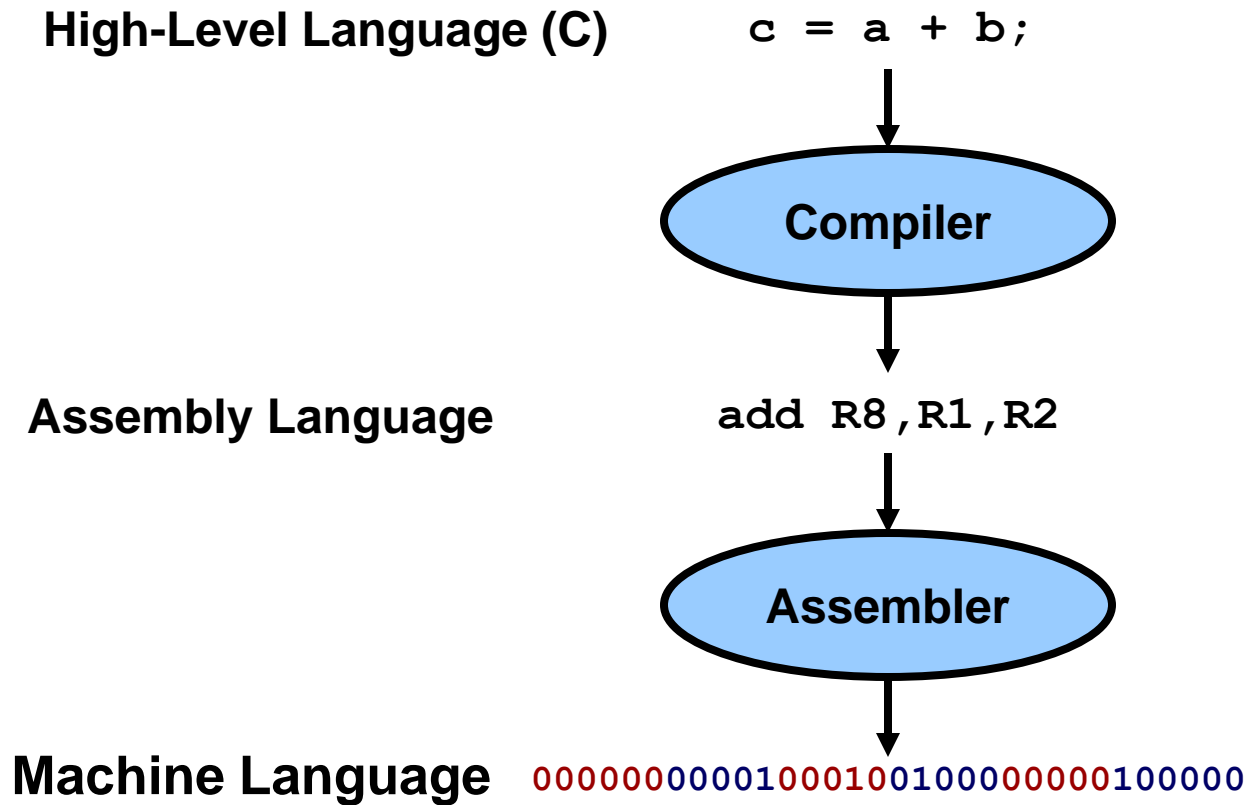 High-Level Language (C) c = a + b;
Compiler
Assembly Language add R8,R1,R2
Assembler
Machine Language 00000000001000100100000000100000